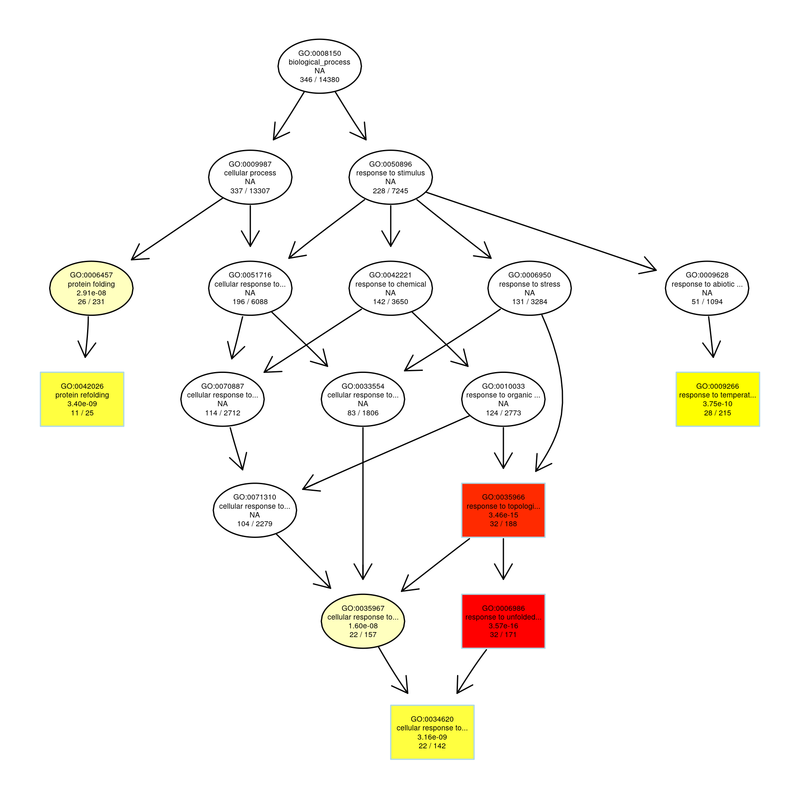 GO:0008150
biological_process
NA
346 / 14380
GO:0009987
cellular process
NA
337 / 13307
GO:0050896
response to stimulus
NA
228 / 7245
GO:0006457
protein folding
2.91e-08
26 / 231
GO:0051716
cellular response to...
NA
196 / 6088
GO:0042221
response to chemical
NA
142 / 3650
GO:0006950
response to stress
NA
131 / 3284
GO:0009628
response to abiotic ...
NA
51 / 1094
GO:0042026
protein refolding
3.40e-09
11 / 25
GO:0070887
cellular response to...
NA
114 / 2712
GO:0033554
cellular response to...
NA
83 / 1806
GO:0010033
response to organic ...
NA
124 / 2773
GO:0009266
response to temperat...
3.75e-10
28 / 215
GO:0071310
cellular response to...
NA
104 / 2279
GO:0035966
response to topologi...
3.46e-15
32 / 188
GO:0035967
cellular response to...
1.60e-08
22 / 157
GO:0006986
response to unfolded...
3.57e-16
32 / 171
GO:0034620
cellular response to...
3.16e-09
22 / 142